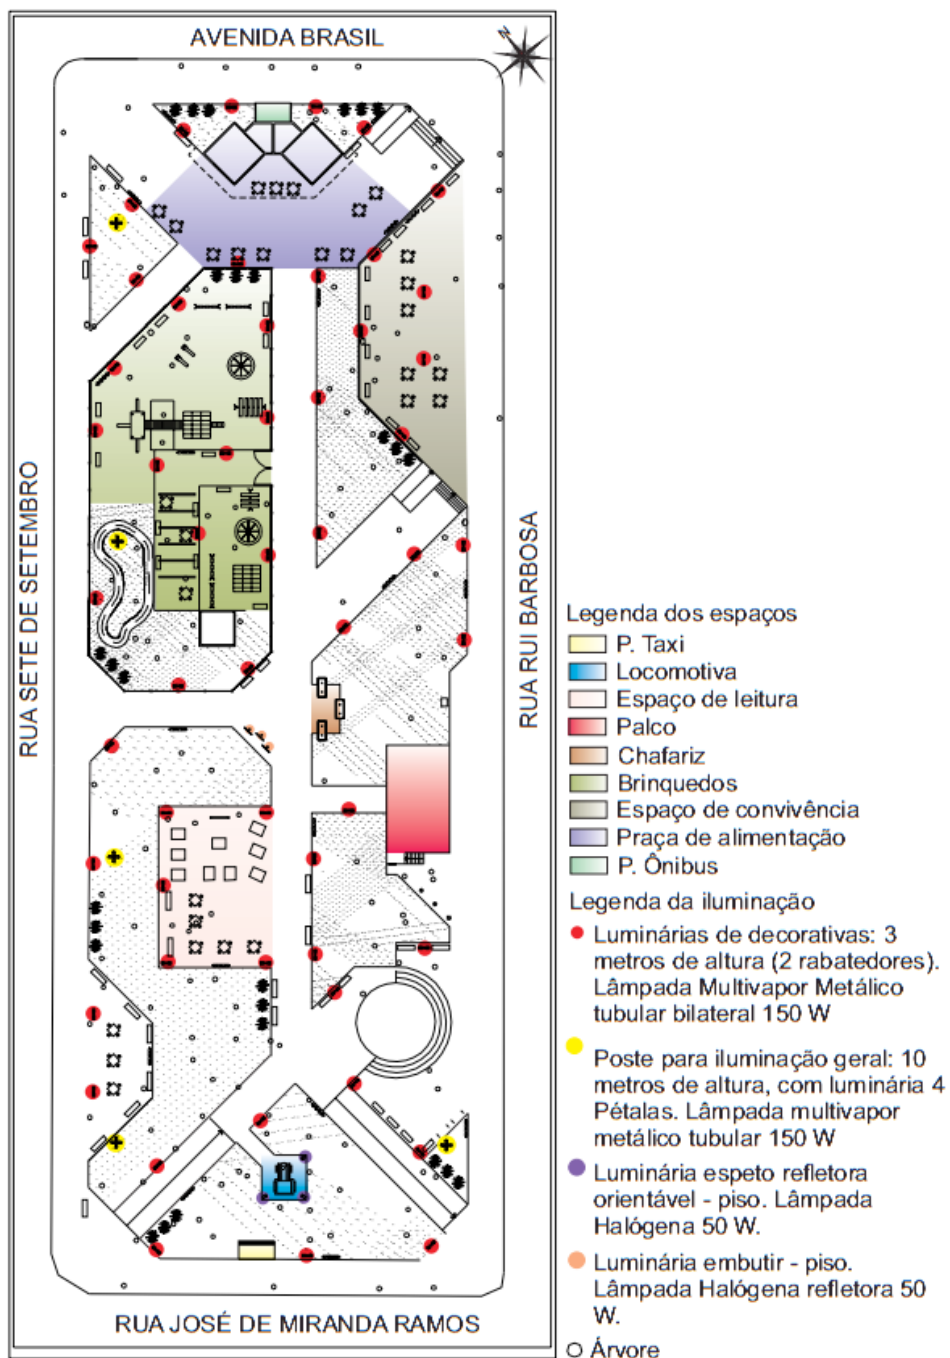 AVENIDA BRASIL
N
RUA SETE DE SETEMBRO
RUA RUI BARBOSA
RUA JOSÉ DE MIRANDA RAMOS
Legenda dos espaços
P. Taxi
Locomotiva
Espaço de leitura
Palco
Chafariz
Brinquedos
Espaço de convivência
Praça de alimentação
P. Ônibus
Legenda da iluminação
Luminárias de decorativas: 3
metros de altura (2 rabatedores).
Lâmpada Multivapor Metálico
tubular bilateral 150 W
Poste para iluminação geral: 10
metros de altura, com luminária 4
Pétalas. Lâmpada multivapor
metálico tubular 150 W
Luminária espeto refletora
orientável - piso. Lâmpada
Halógena 50 W.
Luminária embutir - piso.
Lâmpada Halógena refletora 50
W.
Árvore